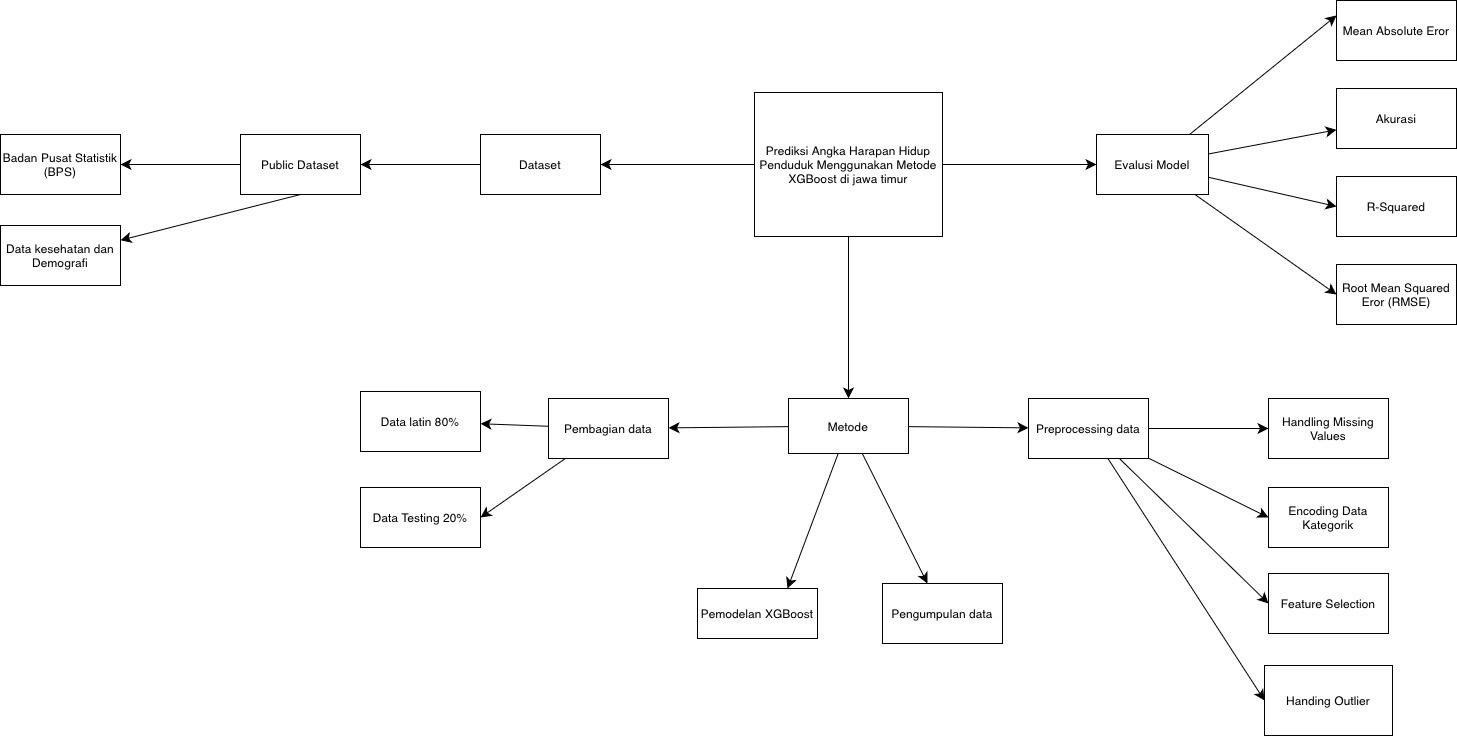 Mean Absolute Eror
Akurasi
Prediksi Angka Harapan Hidup
Penduduk Menggunakan Metode
XGBoost di jawa timur
Badan Pusat Statistik
(BPS)
Public Dataset
Dataset
Evalusi Model
R-Squared
Data kesehatan dan
Demografi
Root Mean Squared
Eror (RMSE)
Data latin 80%
Pembagian data
Metode
Preprocessing data
Handling Missing
Values
Data Testing 20%
Encoding Data
Kategorik
Pemodelan XGBoost
Pengumpulan data
Feature Selection
Handing Outlier